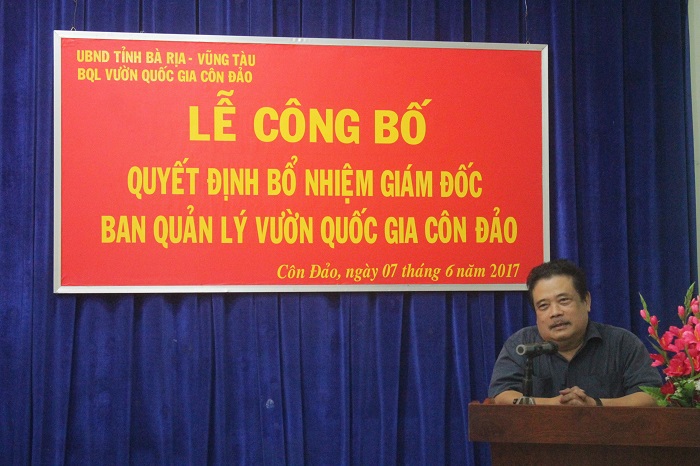 UBND TỈNH BÀ RỊA - VŨNG TÀU
BQL VƯỜN QUỐC GIA CÔN ĐẢO
LỄ CÔNG BỐ
QUYẾT ĐỊNH BỔ NHIỆM GIÁM ĐỐC
BAN QUẢN LÝ VƯỜN QUỐC GIA CÔN ĐẢO
Côn Đảo, ngày 07 tháng 6 năm 2017